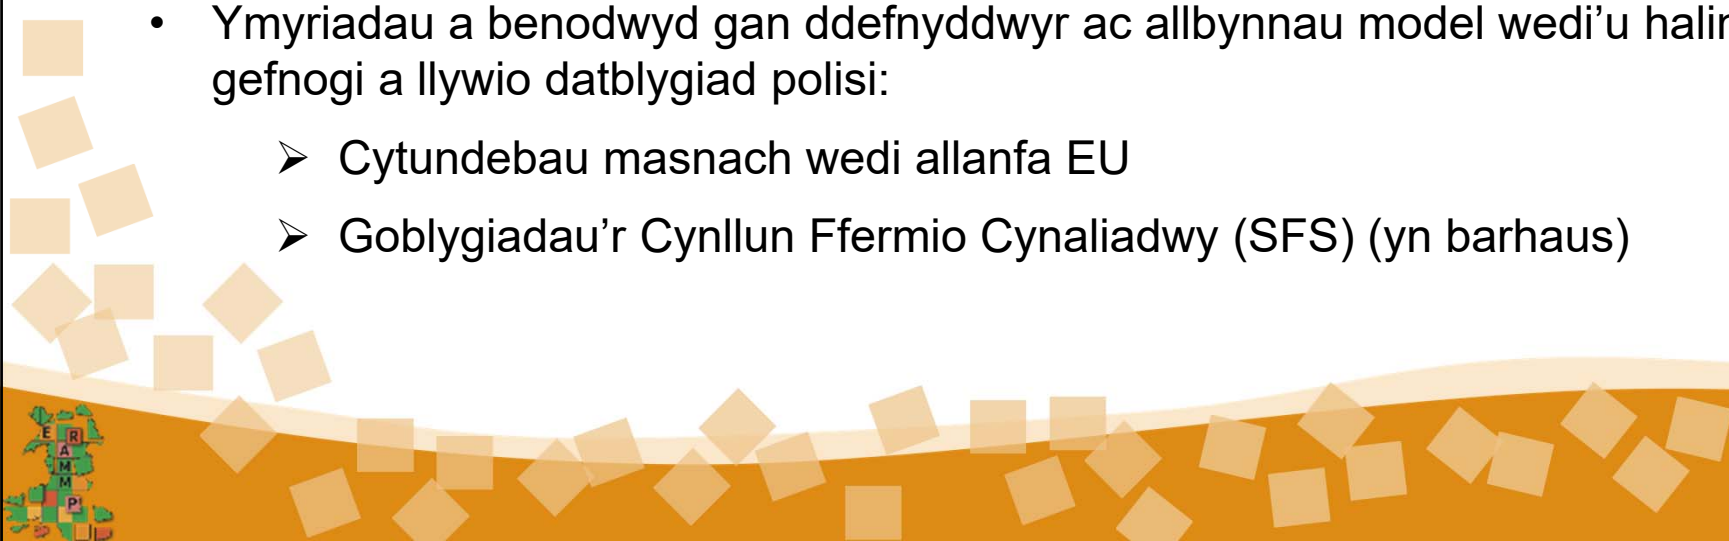 • Ymyriadau a benodwyd gan ddefnyddwyr ac allbynnau model wedi’u
gefnogi a llywio datblygiad polisi:
➢ Cytundebau masnach wedi allanfa EU
➢ Goblygiadau’r Cynllun Ffermio Cynaliadwy (SFS) (yn barhaus)
E R
A
M
M
P